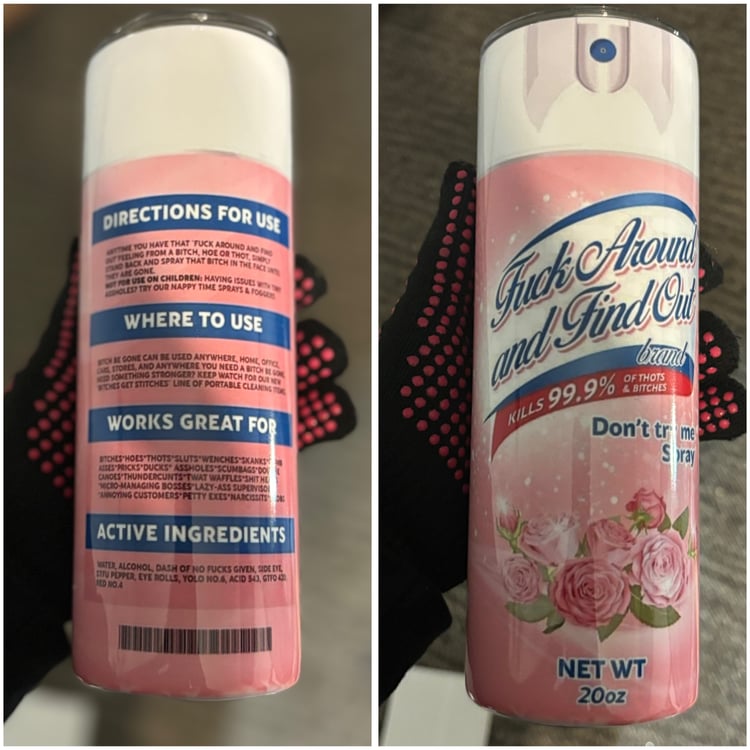 DIRECTIONS FOR USE
ANYTIME YOU HAVE THAT 'FUCK AROUND AND FIND
OUT' FEELING FROM A BITCH, HOE OR THOT, SIMPLY
STAND BACK AND SPRAY THAT BITCH IN THE FACE UNTIL
THEY ARE GONE.
NOT FOR USE ON CHILDREN: HAVING ISSUES WITH TINY
ASSHOLES? TRY OUR NAPPY TIME SPRAYS & FOGGERS
WHERE TO USE
BITCH BE GONE CAN BE USED ANYWHERE, HOME, OFFICE,
CARS, STORES, AND ANYWHERE YOU NEED A BITCH BE GONE.
NEED SOMETHING STRONGER? KEEP WATCH FOR OUR NEW
'BITCHES GET STITCHES' LINE OF PORTABLE CLEANING
WORKS GREAT FOR
BITCHES*HOES*THOTS*SLUTS*WENCHES*SKANKS*DUMB
ASSES*PRICKS*DUCKS* ASSHOLES*SCUMBAGS*
CANOES*THUNDERCUNTS*TWAT WAFFLES*SHIT
*MICRO-MANAGING BOSSES*LAZY-ASS SUPERVISOR
*ANNOYING CUSTOMERS*PETTY EXES*NARCISSITS*
ACTIVE INGREDIENTS
WATER, ALCOHOL, DASH OF NO FUCKS GIVEN, SIDE EYE,
STFU PEPPER, EYE ROLLS, YOLO NO.6, ACID 543, GTFO 420,
RED NO.4
Fuck Around
and Find Out
brand
KILLS 99.9% OF THOTS
& BITCHES
Don't try me
Spray
NET WT
20oz